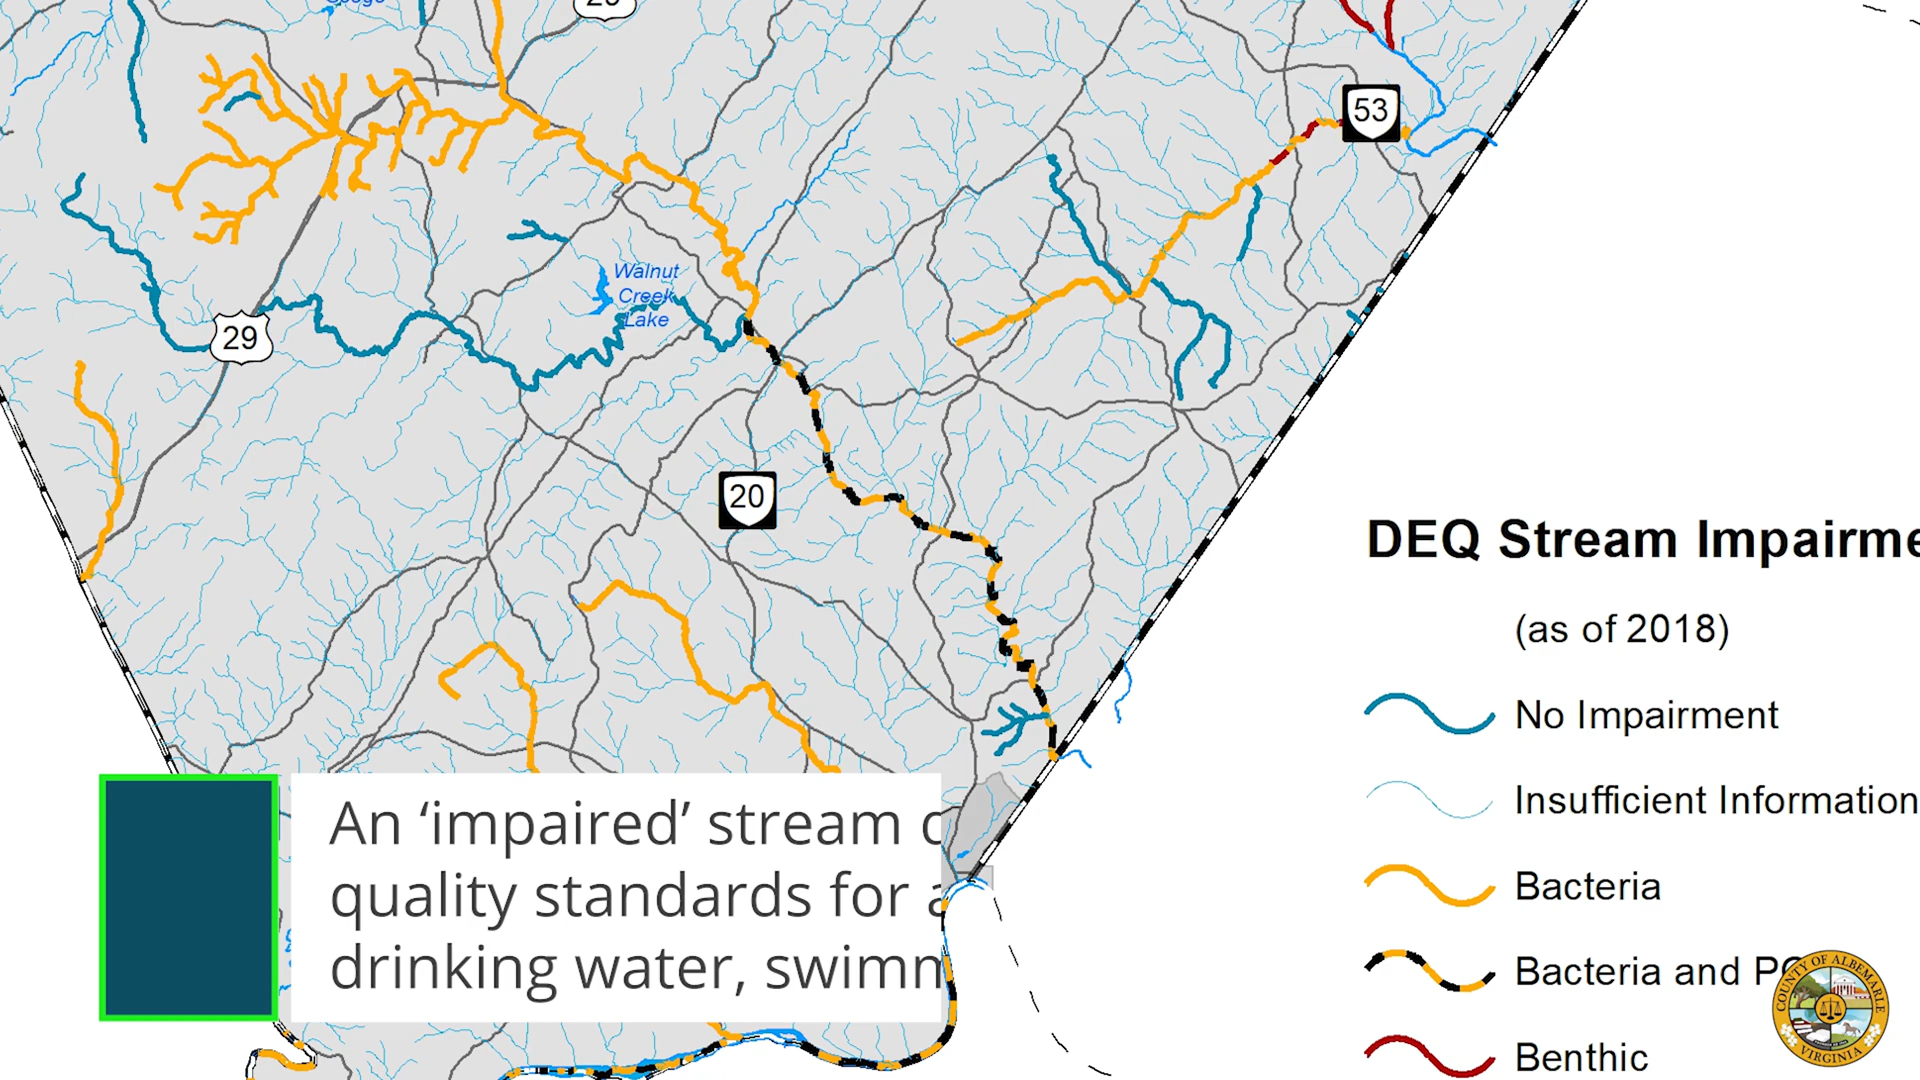 53
Walnut
Creek
Lake
29
20
DEQ Stream Impairme
(as of 2018)
No Impairment
Insufficient Information
Bacteria
Bacteria and
Benthic
An ‘impaired’ stream
quality standards for
drinking water, swimm
COUNTY OF ALBEMARLE
VIRGINIA